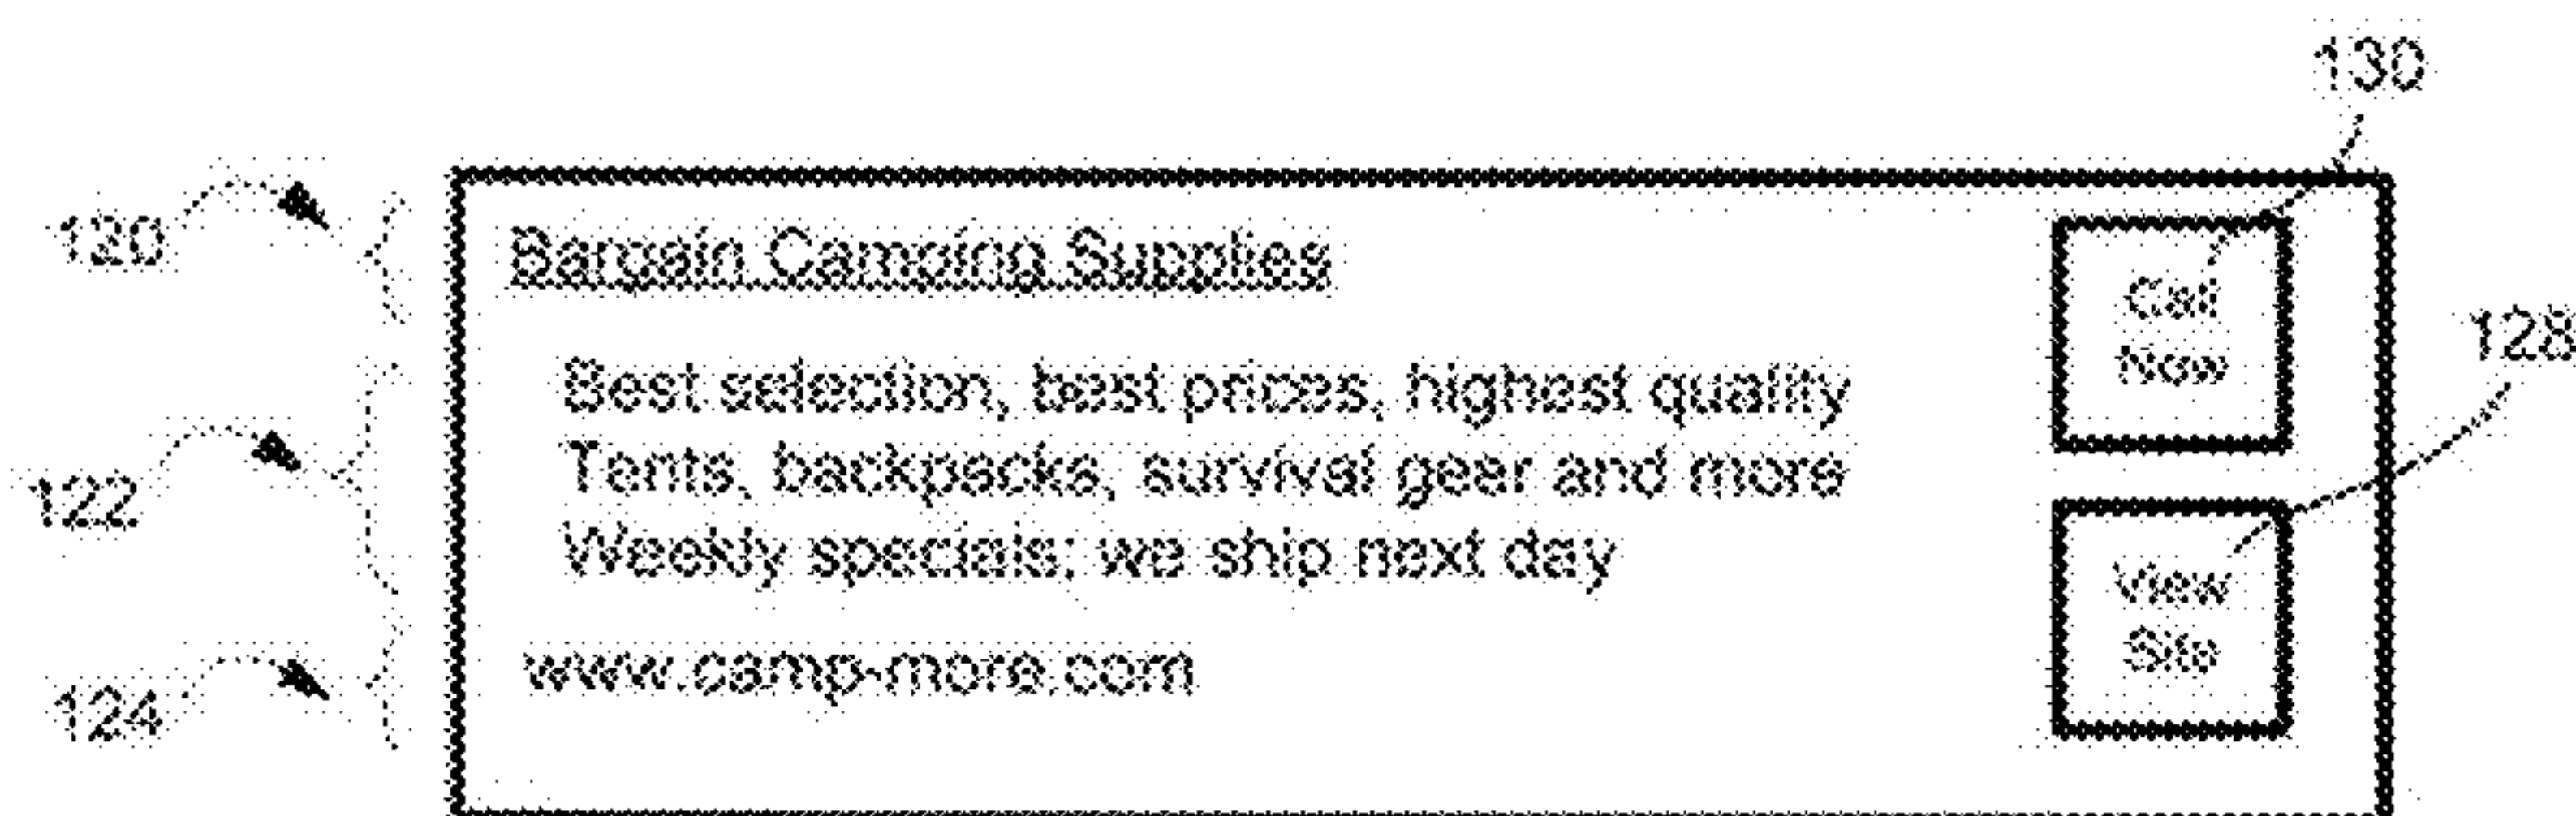 130
120
Bargain Camping Supplies
Call
Now
128
Best selection, best prices, highest quality
Tents, backpacks, survival gear and more
122
Weekly specials; we ship next day
View
Site
124
www.camp-more.com